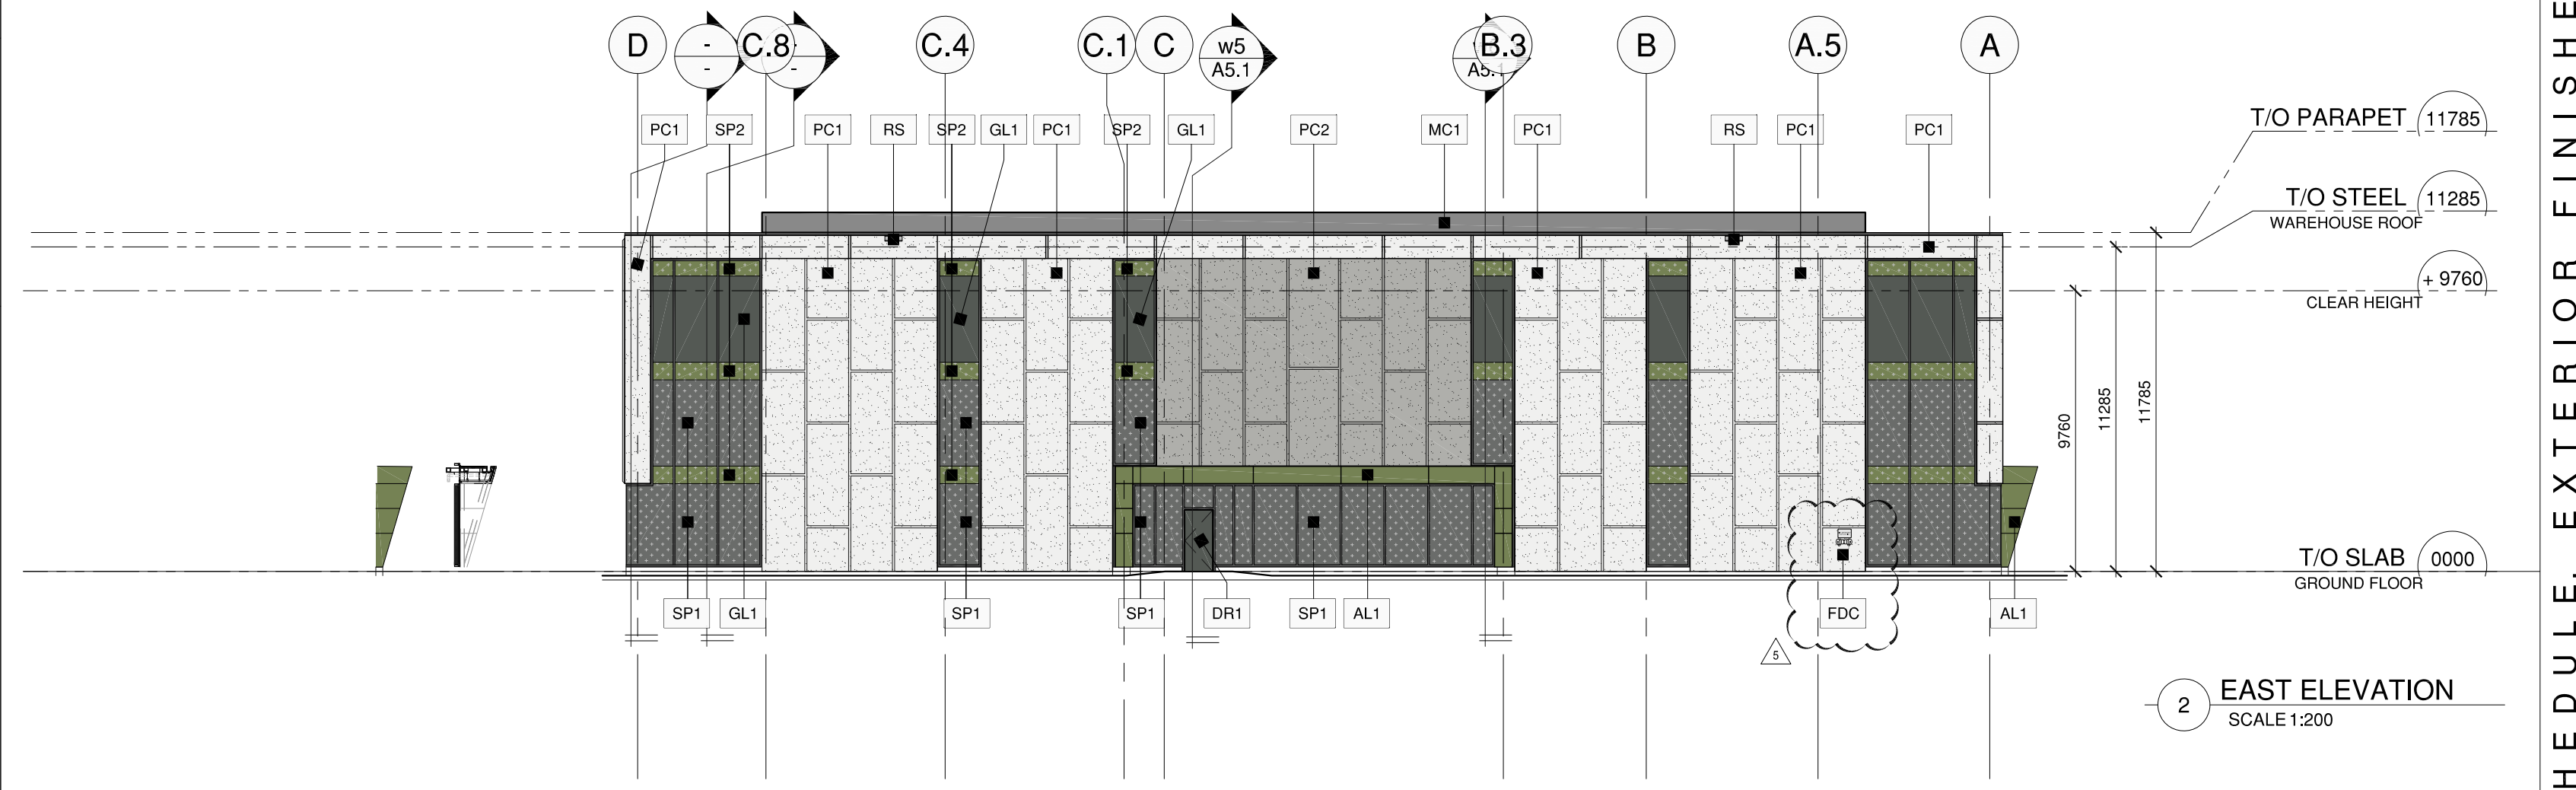 D
-
-
C.8
-
C.4
C.1
C
w5
A5.1
B.3
A5.1
B
A.5
A
PC1
SP2
PC1
RS
SP2
GL1
PC1
SP2
GL1
PC2
MC1
PC1
RS
PC1
PC1
T/O PARAPET
11785
T/O STEEL
11285
WAREHOUSE ROOF
+ 9760
CLEAR HEIGHT
9760
11285
11785
T/O SLAB
0000
GROUND FLOOR
SP1
GL1
SP1
SP1
DR1
SP1
AL1
FDC
AL1
5
2
EAST ELEVATION
SCALE 1:200
HEDULE, EXTERIOR FINISHE